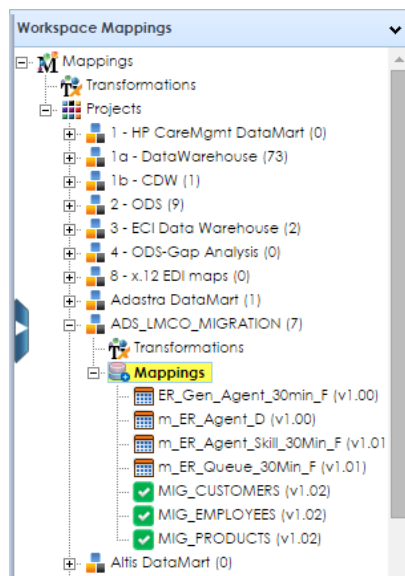 Workspace Mappings
Mappings
Transformations
Projects
1 - HP CareMgmt DataMart (0)
1a - DataWarehouse (73)
1b - CDW (1)
2 - ODS (9)
3 - ECI Data Warehouse (2)
4 - ODS-Gap Analysis (0)
8 - x.12 EDI maps (0)
Adastra DataMart (1)
ADS_LMCO_MIGRATION (7)
Transformations
Mappings
ER_Gen_Agent_30min_F (v1.00)
m_ER_Agent_D (v1.00)
m_ER_Agent_Skill_30Min_F (v1.01
m_ER_Queue_30Min_F (v1.01)
MIG_CUSTOMERS (v1.02)
MIG_EMPLOYEES (v1.02)
MIG_PRODUCTS (v1.02)
Altis DataMart (0)